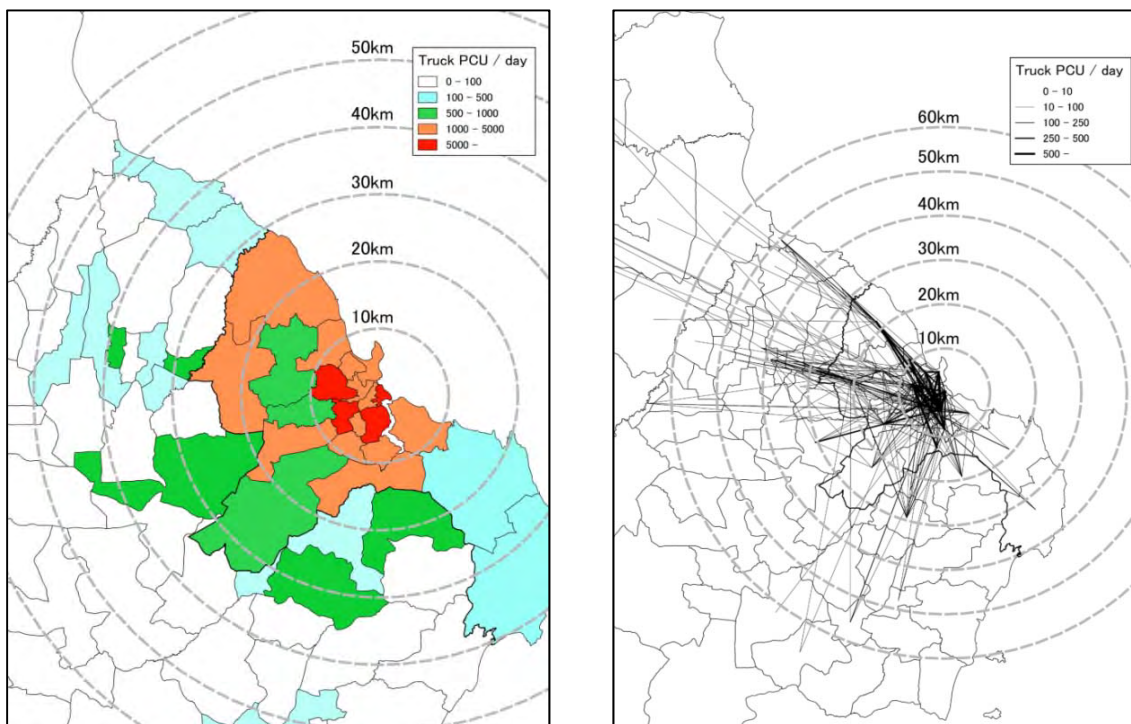 50km
40km
30km
20km
10km
Truck PCU / day
0 - 100
100 - 500
500 - 1000
1000 - 5000
5000 -
60km
50km
40km
30km
20km
10km
Truck PCU / day
0 - 10
10 - 100
100 - 250
250 - 500
500 -